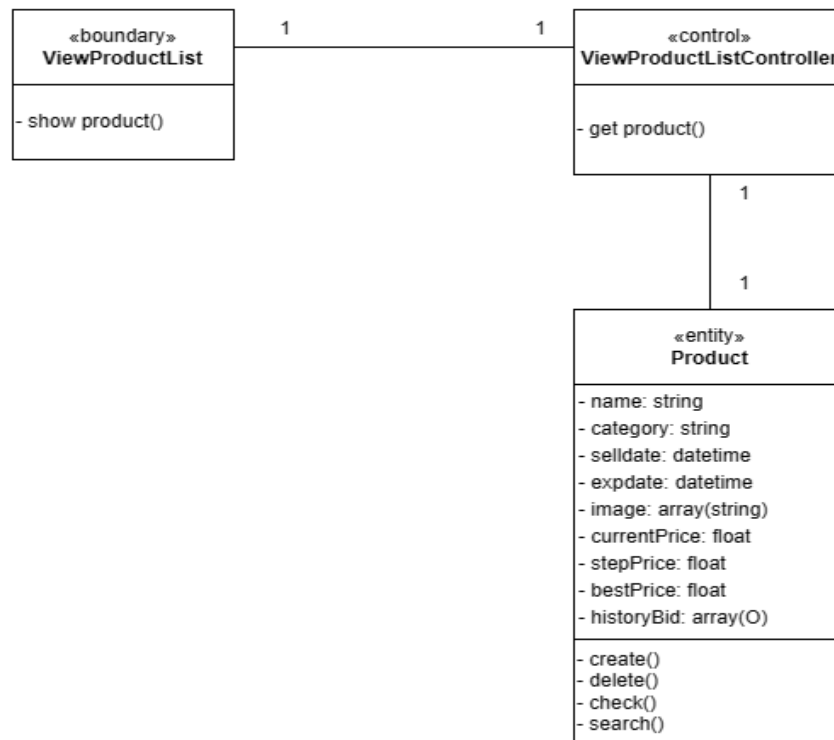 «boundary»
ViewProductList
- show product()
1
1
«control»
ViewProductListController
- get product()
1
1
«entity»
Product
- name: string
- category: string
- selldate: datetime
- expdate: datetime
- image: array(string)
- currentPrice: float
- stepPrice: float
- bestPrice: float
- historyBid: array(O)
- create()
- delete()
- check()
- search()